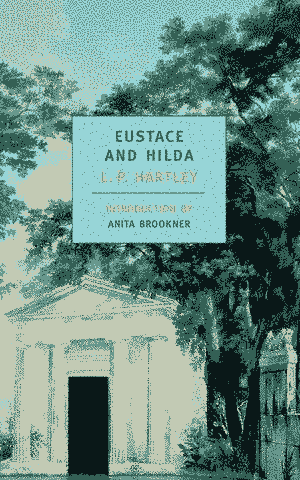 EUSTACE
AND HILDA
L. P. HARTLEY
INTRODUCTION BY
ANITA BROOKNER